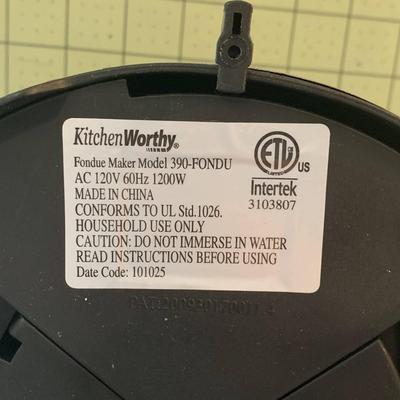 KitchenWorthy®
Fondue Maker Model 390-FONDU
AC 120V 60Hz 1200W
MADE IN CHINA
CONFORMS TO UL Std.1026.
HOUSEHOLD USE ONLY
CAUTION: DO NOT IMMERSE IN WATER
READ INSTRUCTIONS BEFORE USING
Date Code: 101025
ETL
LISTED
US
Intertek
3103807